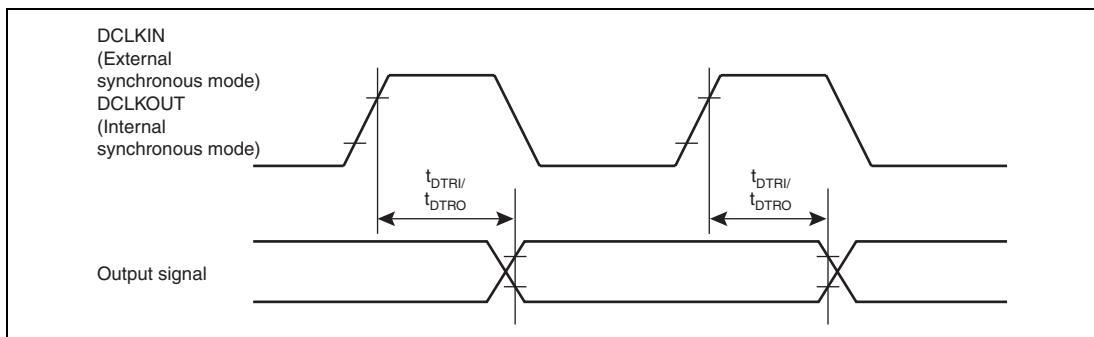 DCLKIN
(External
synchronous mode)
DCLKOUT
(Internal
synchronous mode)
tDTRI/
tDTRO
tDTRI/
tDTRO
Output signal